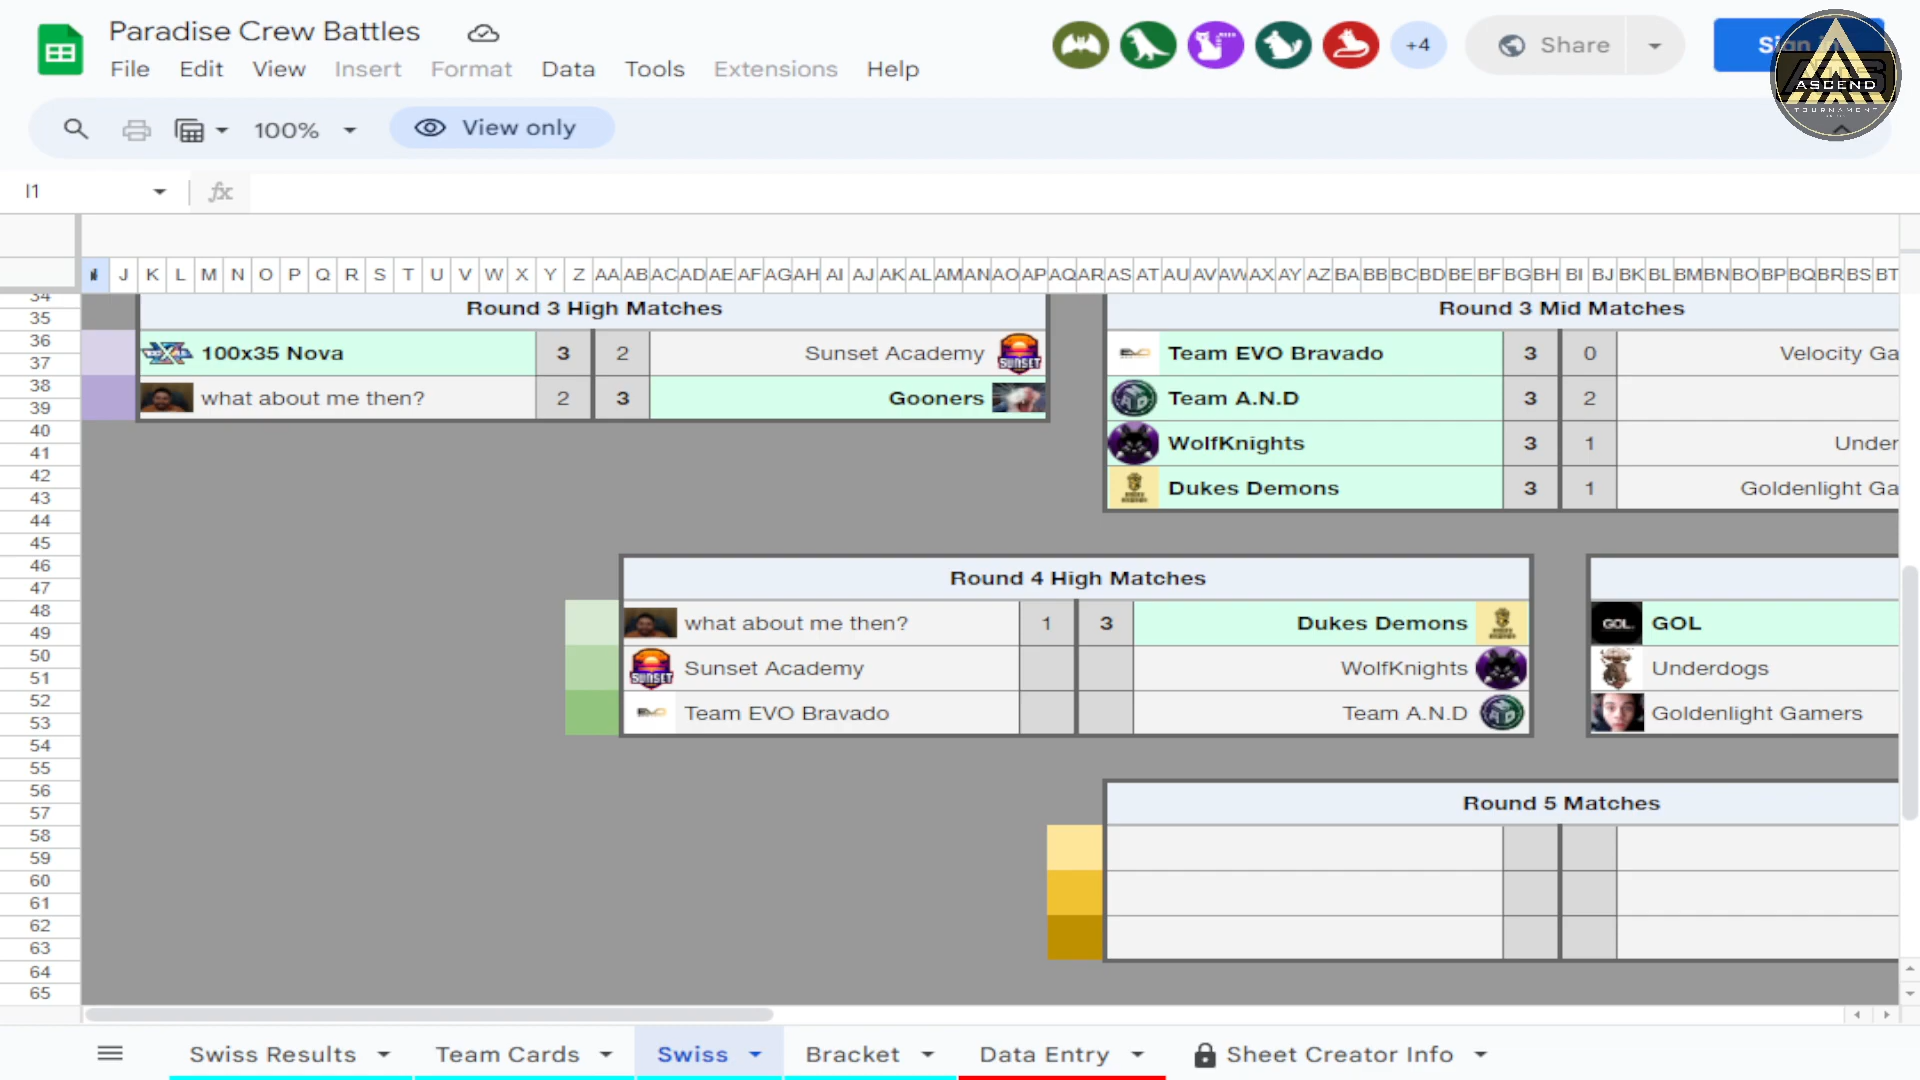 Paradise Crew Battles
File Edit View Insert Format Data Tools Extensions Help
+4
Share
ASCEND
TOURNAMENT
100%
View only
I1
fx
J K L M N O P Q R S T U V W X Y Z AA AB AC AD AE AF AG AH AI AJ AK AL AM AN AO AP AQ AR AS AT AU AV AW AX AY AZ BA BB BC BD BE BF BG BH BI BJ BK BL BM BN BO BP BQ BR BS BT
34
35
36
37
38
39
40
41
42
43
44
45
46
47
48
49
50
51
52
53
54
55
56
57
58
59
60
61
62
63
64
65
Round 3 High Matches
100x35 Nova 3 2 Sunset Academy SUNSET
what about me then? 2 3 Gooners
Round 3 Mid Matches
Team EVO Bravado 3 0 Velocity Ga
Team A.N.D 3 2
WolfKnights 3 1 Under
Dukes Demons 3 1 Goldenlight Ga
Round 4 High Matches
what about me then? 1 3 Dukes Demons
SUNSET Sunset Academy WolfKnights
Team EVO Bravado Team A.N.D
GOL. GOL
Underdogs
Goldenlight Gamers
Round 5 Matches
Swiss Results Team Cards Swiss Bracket Data Entry Sheet Creator Info